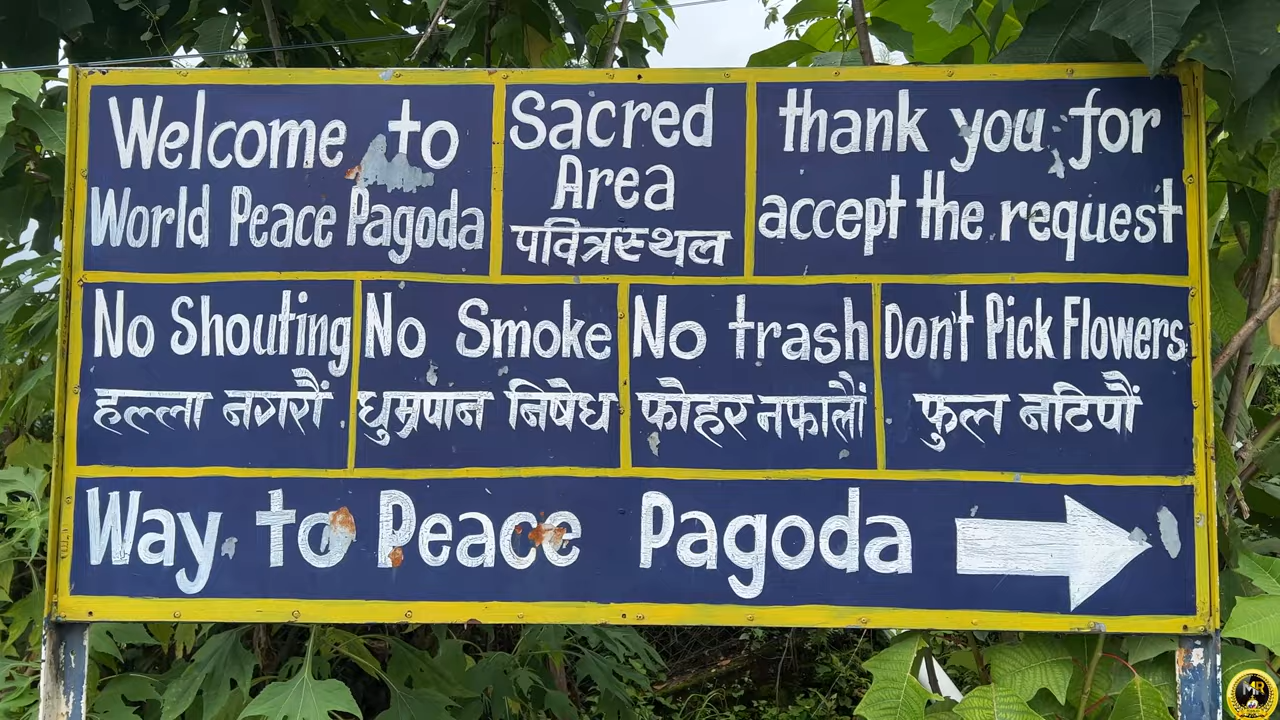 Welcome to
World Peace Pagoda
Sacred
Area
पवित्रस्थल
thank you for
accept the request
No Shouting
हल्ला नगरौं
No Smoke
धुम्रपान निषेध
No trash
फोहर नफालौं
Don't Pick Flowers
फुल नटिपौं
Way to Peace Pagoda
MR